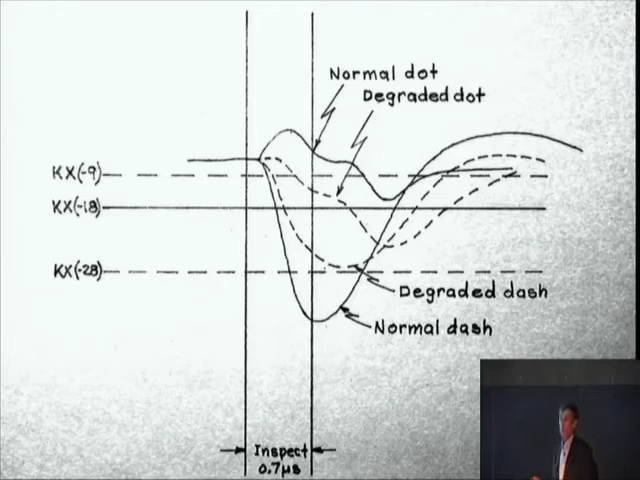 Normal dot
Degraded dot
KX(-9)
KX(-18)
KX(-28)
Degraded dash
Normal dash
Inspect
0.7µs